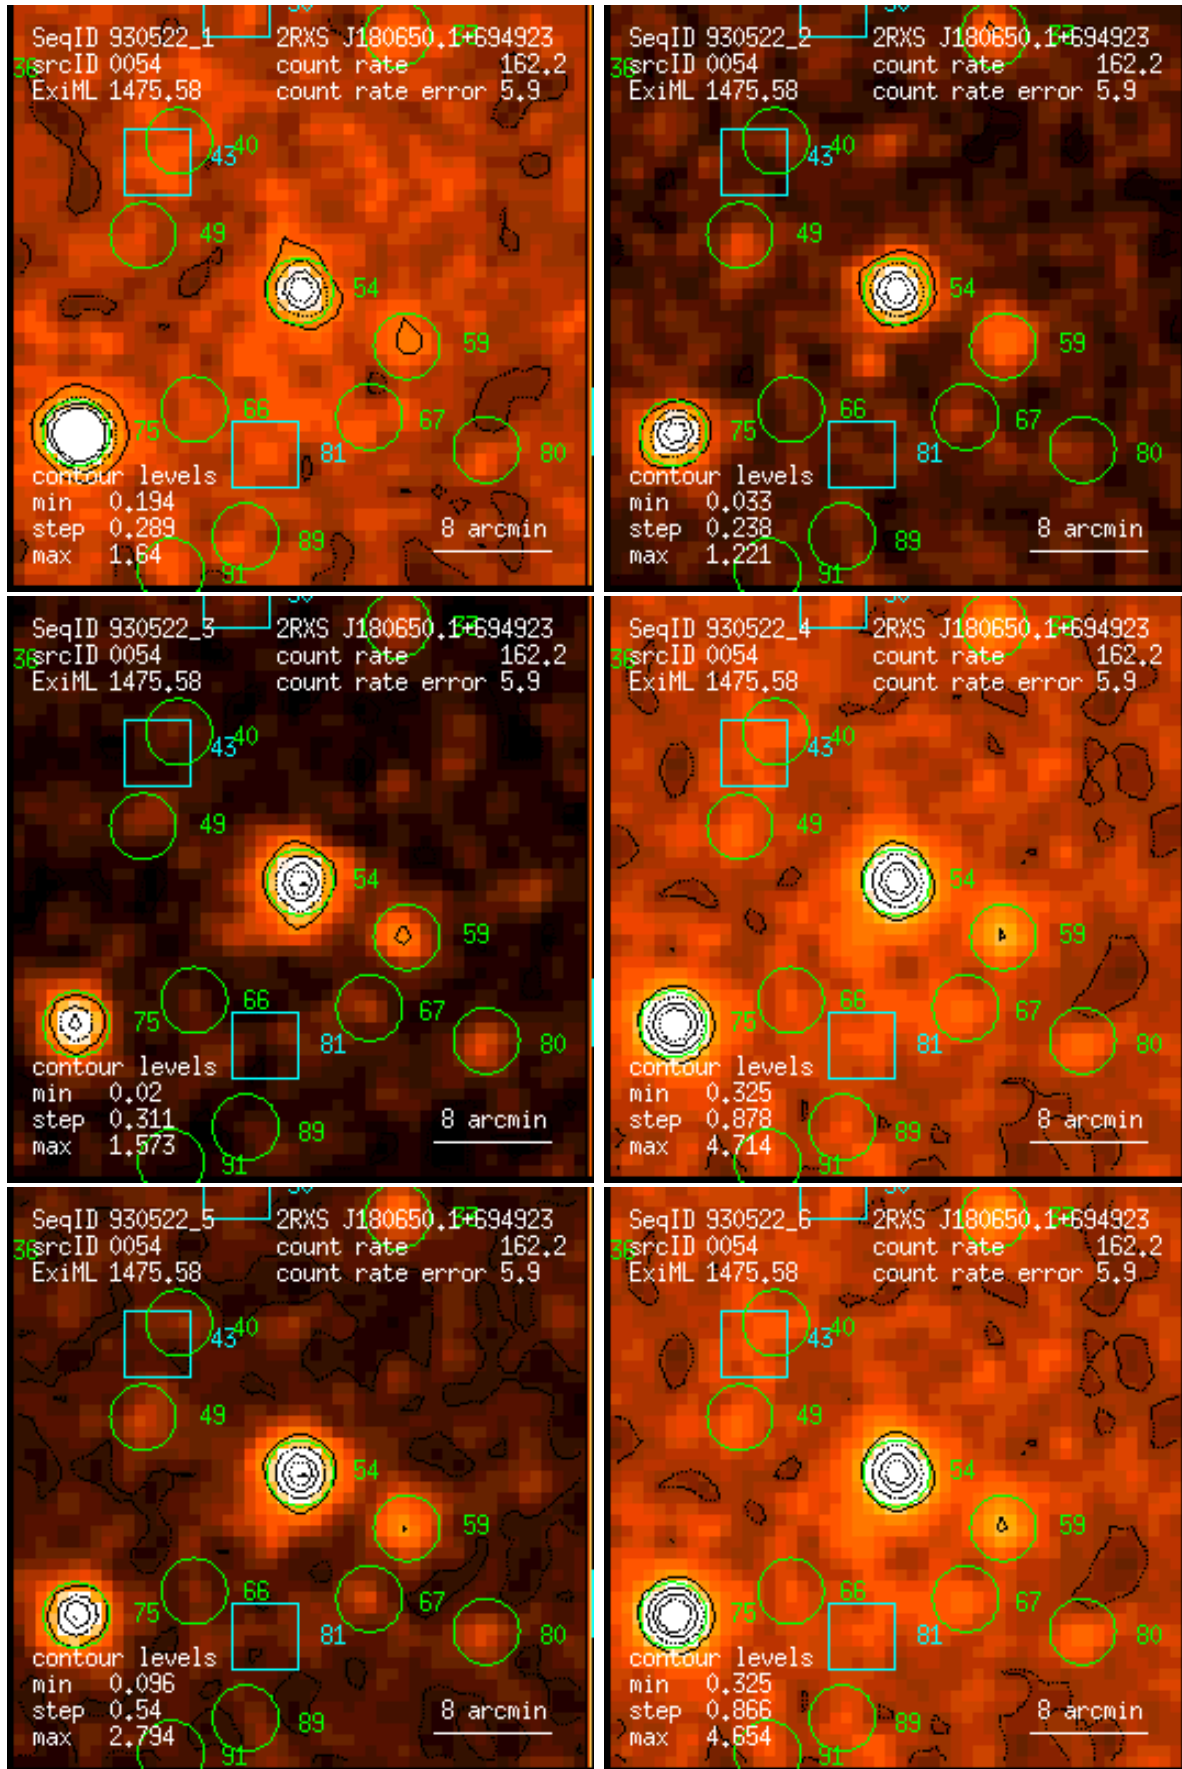 50 33
SeqID 930522_1 2RXS J180650.1+694923
36 srcID 0054 count rate 162.2
ExiML 1475.58 count rate error 5.9
43 40
49
54
59
66 67
75 81 80
contour levels
min 0.194
step 0.289 8 arcmin
max 1.64 89
91
SeqID 930522_2 2RXS J180650.1+694923
36 srcID 0054 count rate 162.2
ExiML 1475.58 count rate error 5.9
43 40
49
54
59
66 67
75 81 80
contour levels
min 0.033
step 0.238 8 arcmin
max 1.221 89
91
SeqID 930522_3 2RXS J180650.1+694923
36 srcID 0054 count rate 162.2
ExiML 1475.58 count rate error 5.9
43 40
49
54
59
66 67
75 81 80
contour levels
min 0.02
step 0.311 8 arcmin
max 1.573 89
91
SeqID 930522_4 2RXS J180650.1+694923
36 srcID 0054 count rate 162.2
ExiML 1475.58 count rate error 5.9
43 40
49
54
59
66 67
75 81 80
contour levels
min 0.325
step 0.878 8 arcmin
max 4.714 89
91
SeqID 930522_5 2RXS J180650.1+694923
36 srcID 0054 count rate 162.2
ExiML 1475.58 count rate error 5.9
43 40
49
54
59
66 67
75 81 80
contour levels
min 0.096
step 0.54 8 arcmin
max 2.794 89
91
SeqID 930522_6 2RXS J180650.1+694923
36 srcID 0054 count rate 162.2
ExiML 1475.58 count rate error 5.9
43 40
49
54
59
66 67
75 81 80
contour levels
min 0.325
step 0.866 8 arcmin
max 4.654 89
91